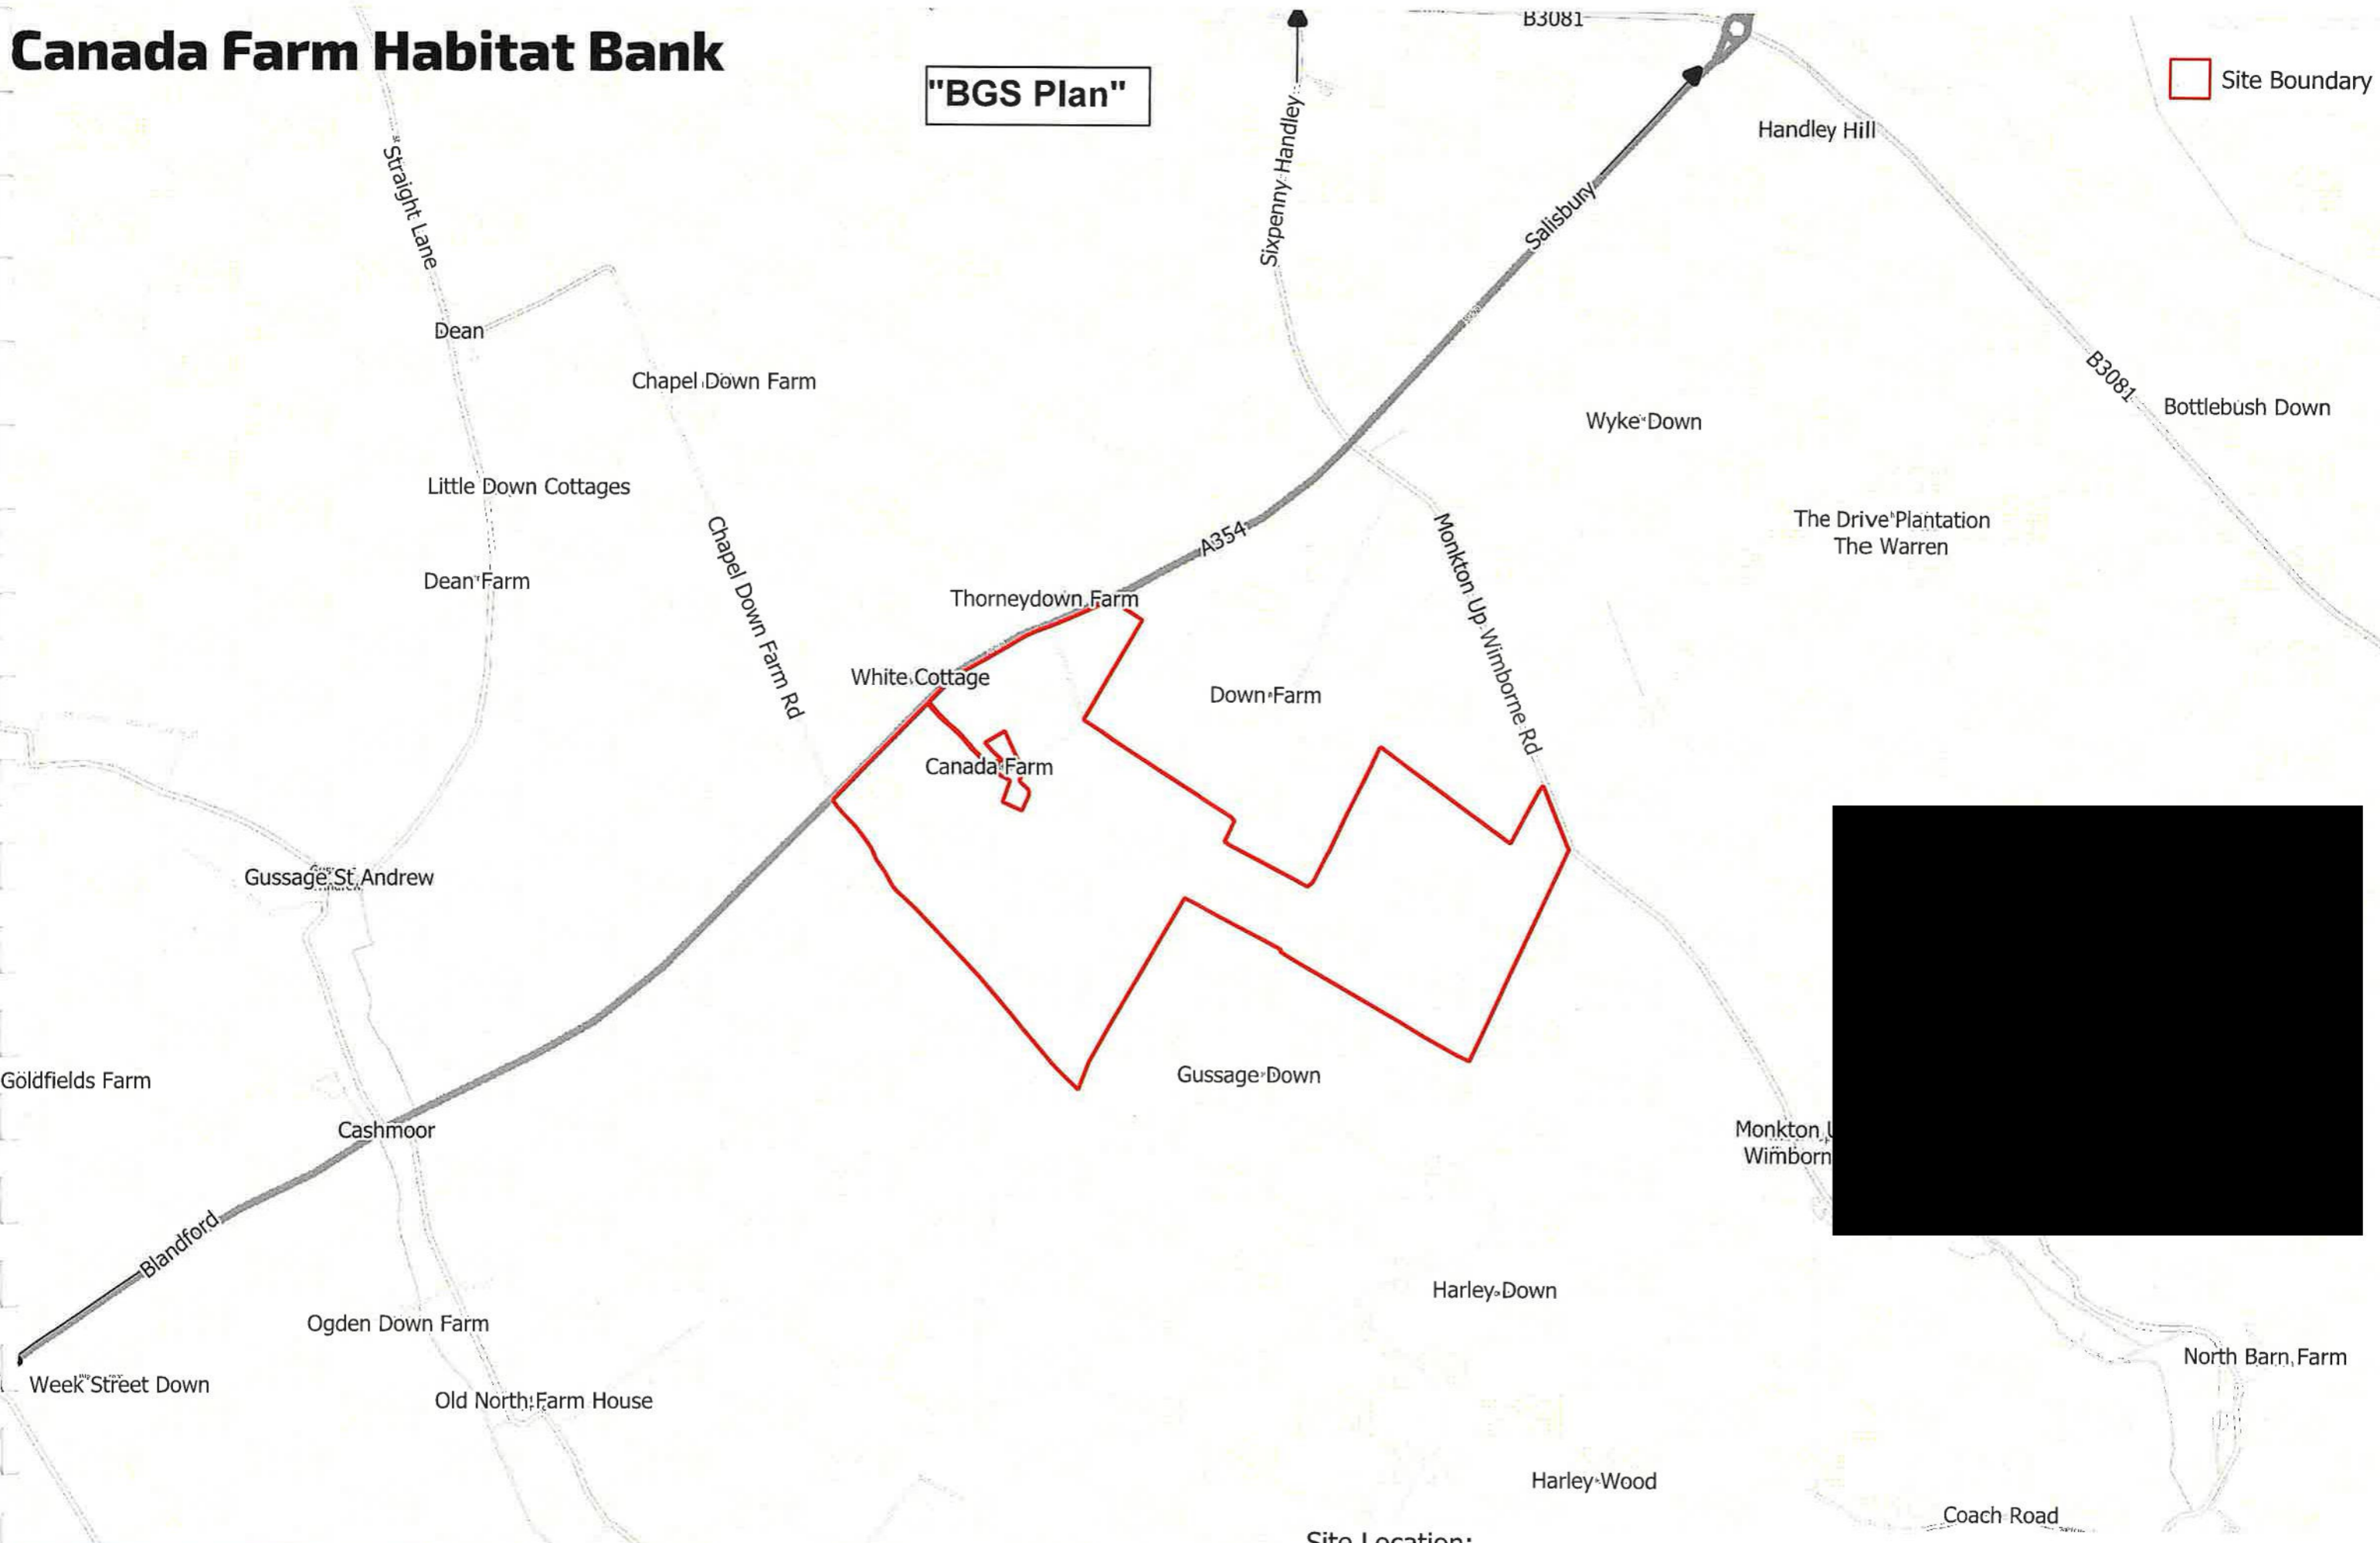 B3081
Canada Farm Habitat Bank
"BGS Plan"
Site Boundary
Handley Hill
Straight Lane
Sixpenny Handley
Salisbury
Dean
Chapel Down Farm
B3081
Bottlebush Down
Wyke Down
Little Down Cottages
The Drive Plantation
The Warren
A354
Dean Farm
Chapel Down Farm Rd
Monkton Up Wimborne Rd
Thorneydown Farm
White Cottage
Down Farm
Canada Farm
Gussage St Andrew
Goldfields Farm
Gussage Down
Cashmoor
Monkton
Wimborn
Blandford
Harley Down
Ogden Down Farm
North Barn Farm
Week Street Down
Old North Farm House
Harley Wood
Coach Road
Site Location: